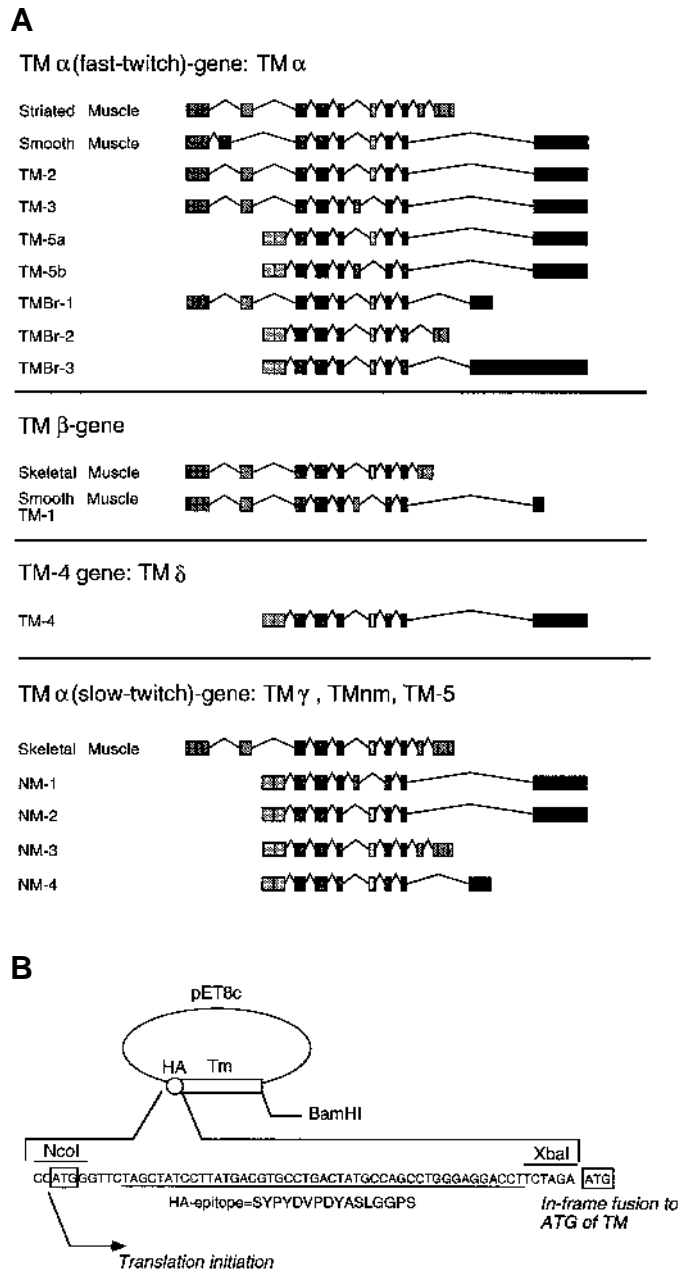 A
TM α(fast-twitch)-gene: TM α
Striated Muscle
Smooth Muscle
TM-2
TM-3
TM-5a
TM-5b
TMBr-1
TMBr-2
TMBr-3
TM β-gene
Skeletal Muscle
Smooth Muscle
TM-1
TM-4 gene: TM δ
TM-4
TM α(slow-twitch)-gene: TM γ , TMnm, TM-5
Skeletal Muscle
NM-1
NM-2
NM-3
NM-4
B
pET8c
HA Tm
BamHI
NcoI XbaI
CCATGGGTTCTAGCTATCCTTATGACGTGCCTGACTATGCCAGCCTGGGAGGACCTTCTAGA ATG
HA-epitope=SYPYDVPDYASLGGPS
In-frame fusion to
ATG of TM
Translation initiation